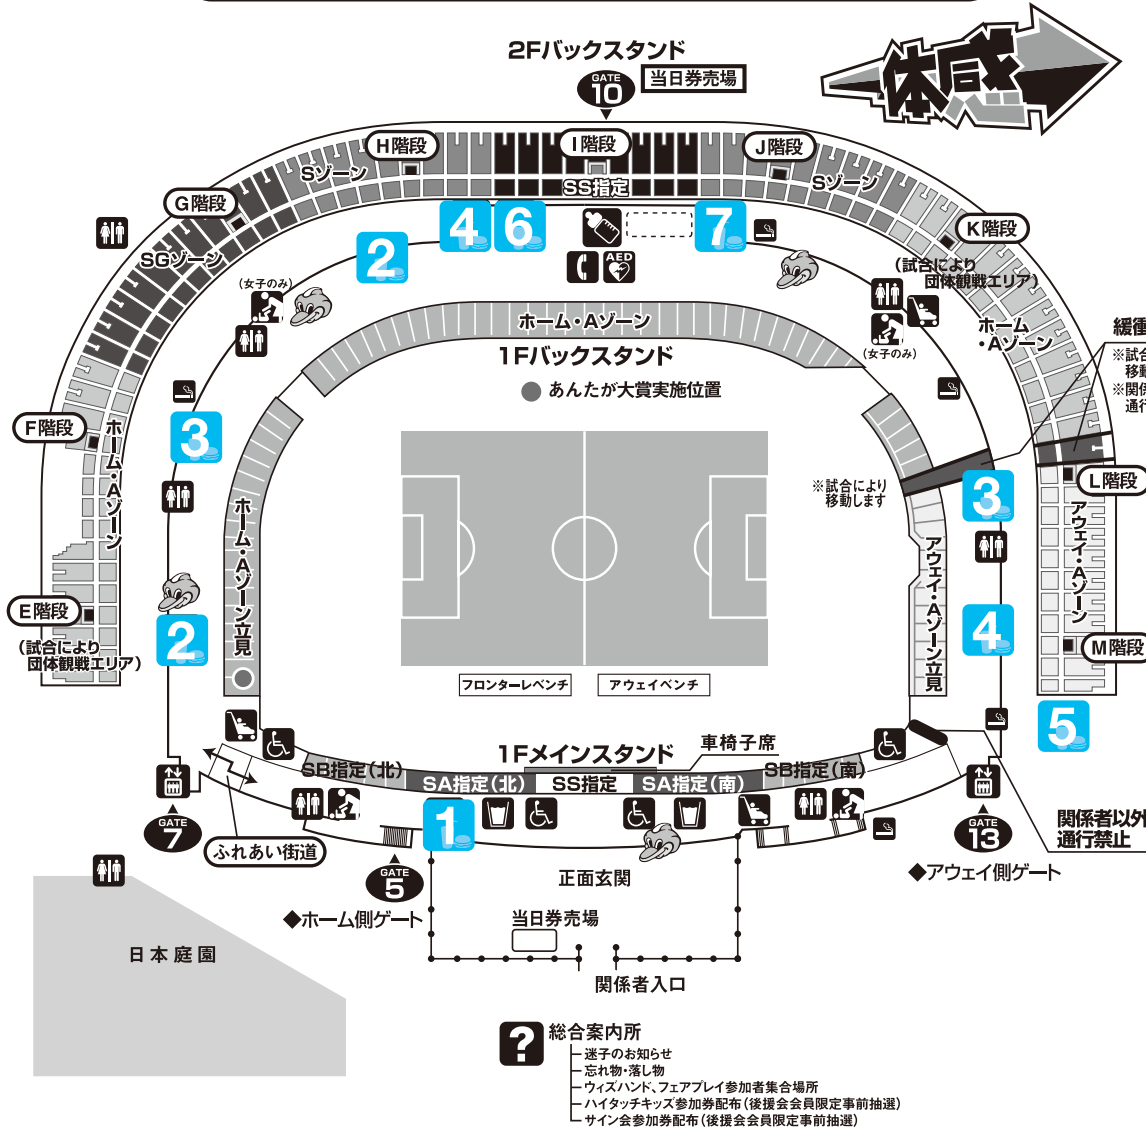 体感
2Fバックスタンド
GATE
10
当日券売場
H階段
I階段
J階段
Sゾーン
SS指定
Sゾーン
G階段
K階段
SGゾーン
4
6
7
2
AED
(試合により
団体観戦エリア)
(女子のみ)
(女子のみ)
ホーム・Aゾーン
1Fバックスタンド
あんたが大賞実施位置
ホーム
・Aゾーン
緩衝
※試合
移動
※関係
通行
F階段
3
ホーム・Aゾーン
ホーム・Aゾーン立見
※試合により
移動します
3
L階段
アウェイ・Aゾーン
アウェイ・Aゾーン立見
E階段
(試合により
団体観戦エリア)
2
4
M階段
フロンターレベンチ
アウェイベンチ
5
1Fメインスタンド
車椅子席
SB指定(北)
SA指定(北)
SS指定
SA指定(南)
SB指定(南)
GATE
7
1
GATE
13
関係者以外
通行禁止
ふれあい街道
GATE
5
正面玄関
◆アウェイ側ゲート
◆ホーム側ゲート
当日券売場
日本庭園
関係者入口
?
総合案内所
迷子のお知らせ
忘れ物・落し物
ウィズハンド、フェアプレイ参加者集合場所
ハイタッチキッズ参加券配布(後援会会員限定事前抽選)
サイン会参加券配布(後援会会員限定事前抽選)